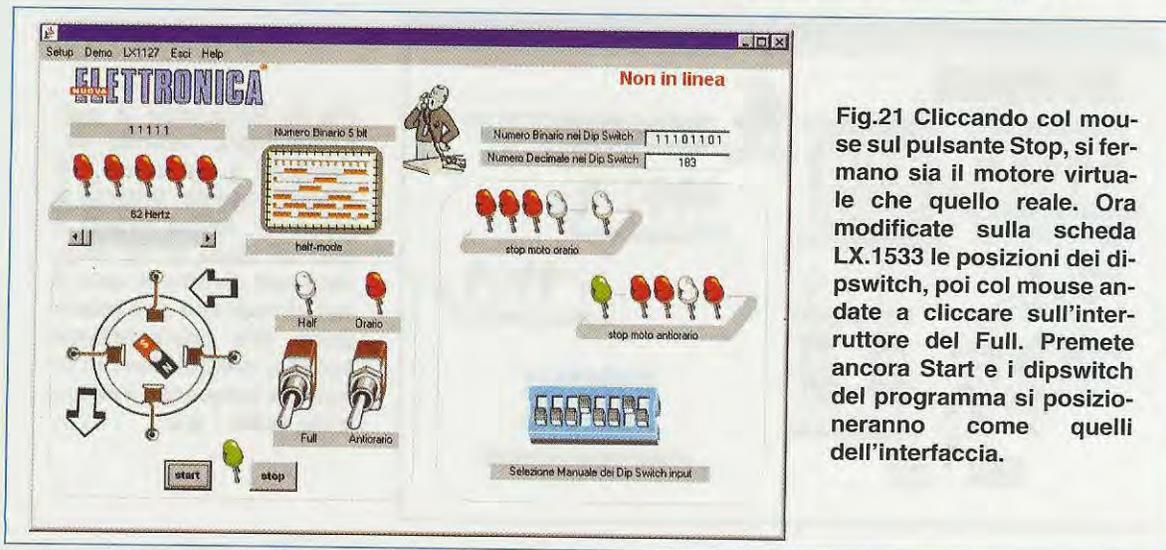 Setup Demo LX1127 Esci Help
NUOVA ELETTRONICA
Non in linea
11111
Numero Binario 5 bit
62 Hertz
half-mode
Numero Binario nei Dip Switch 11101101
Numero Decimale nei Dip Switch 183
stop moto orario
stop moto antiorario
Half Orario
Full Antiorario
S
start stop
Selezione Manuale dei Dip Switch input
Fig.21 Cliccando col mou-
se sul pulsante Stop, si fer-
mano sia il motore virtua-
le che quello reale. Ora
modificate sulla scheda
LX.1533 le posizioni dei di-
pswitch, poi col mouse an-
date a cliccare sull'inter-
ruttore del Full. Premete
ancora Start e i dipswitch
del programma si posizio-
neranno come quelli
dell'interfaccia.